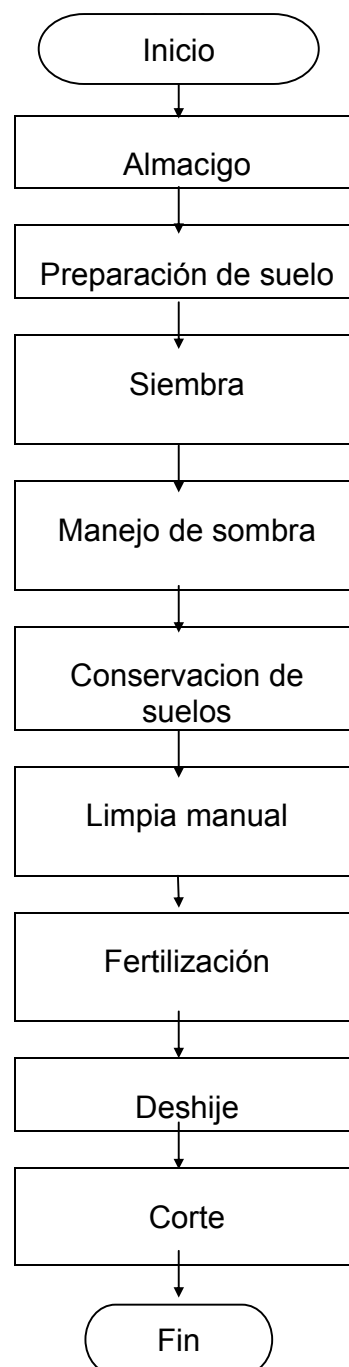 Inicio
Almacigo
Preparación de suelo
Siembra
Manejo de sombra
Conservacion de
suelos
Limpia manual
Fertilización
Deshije
Corte
Fin